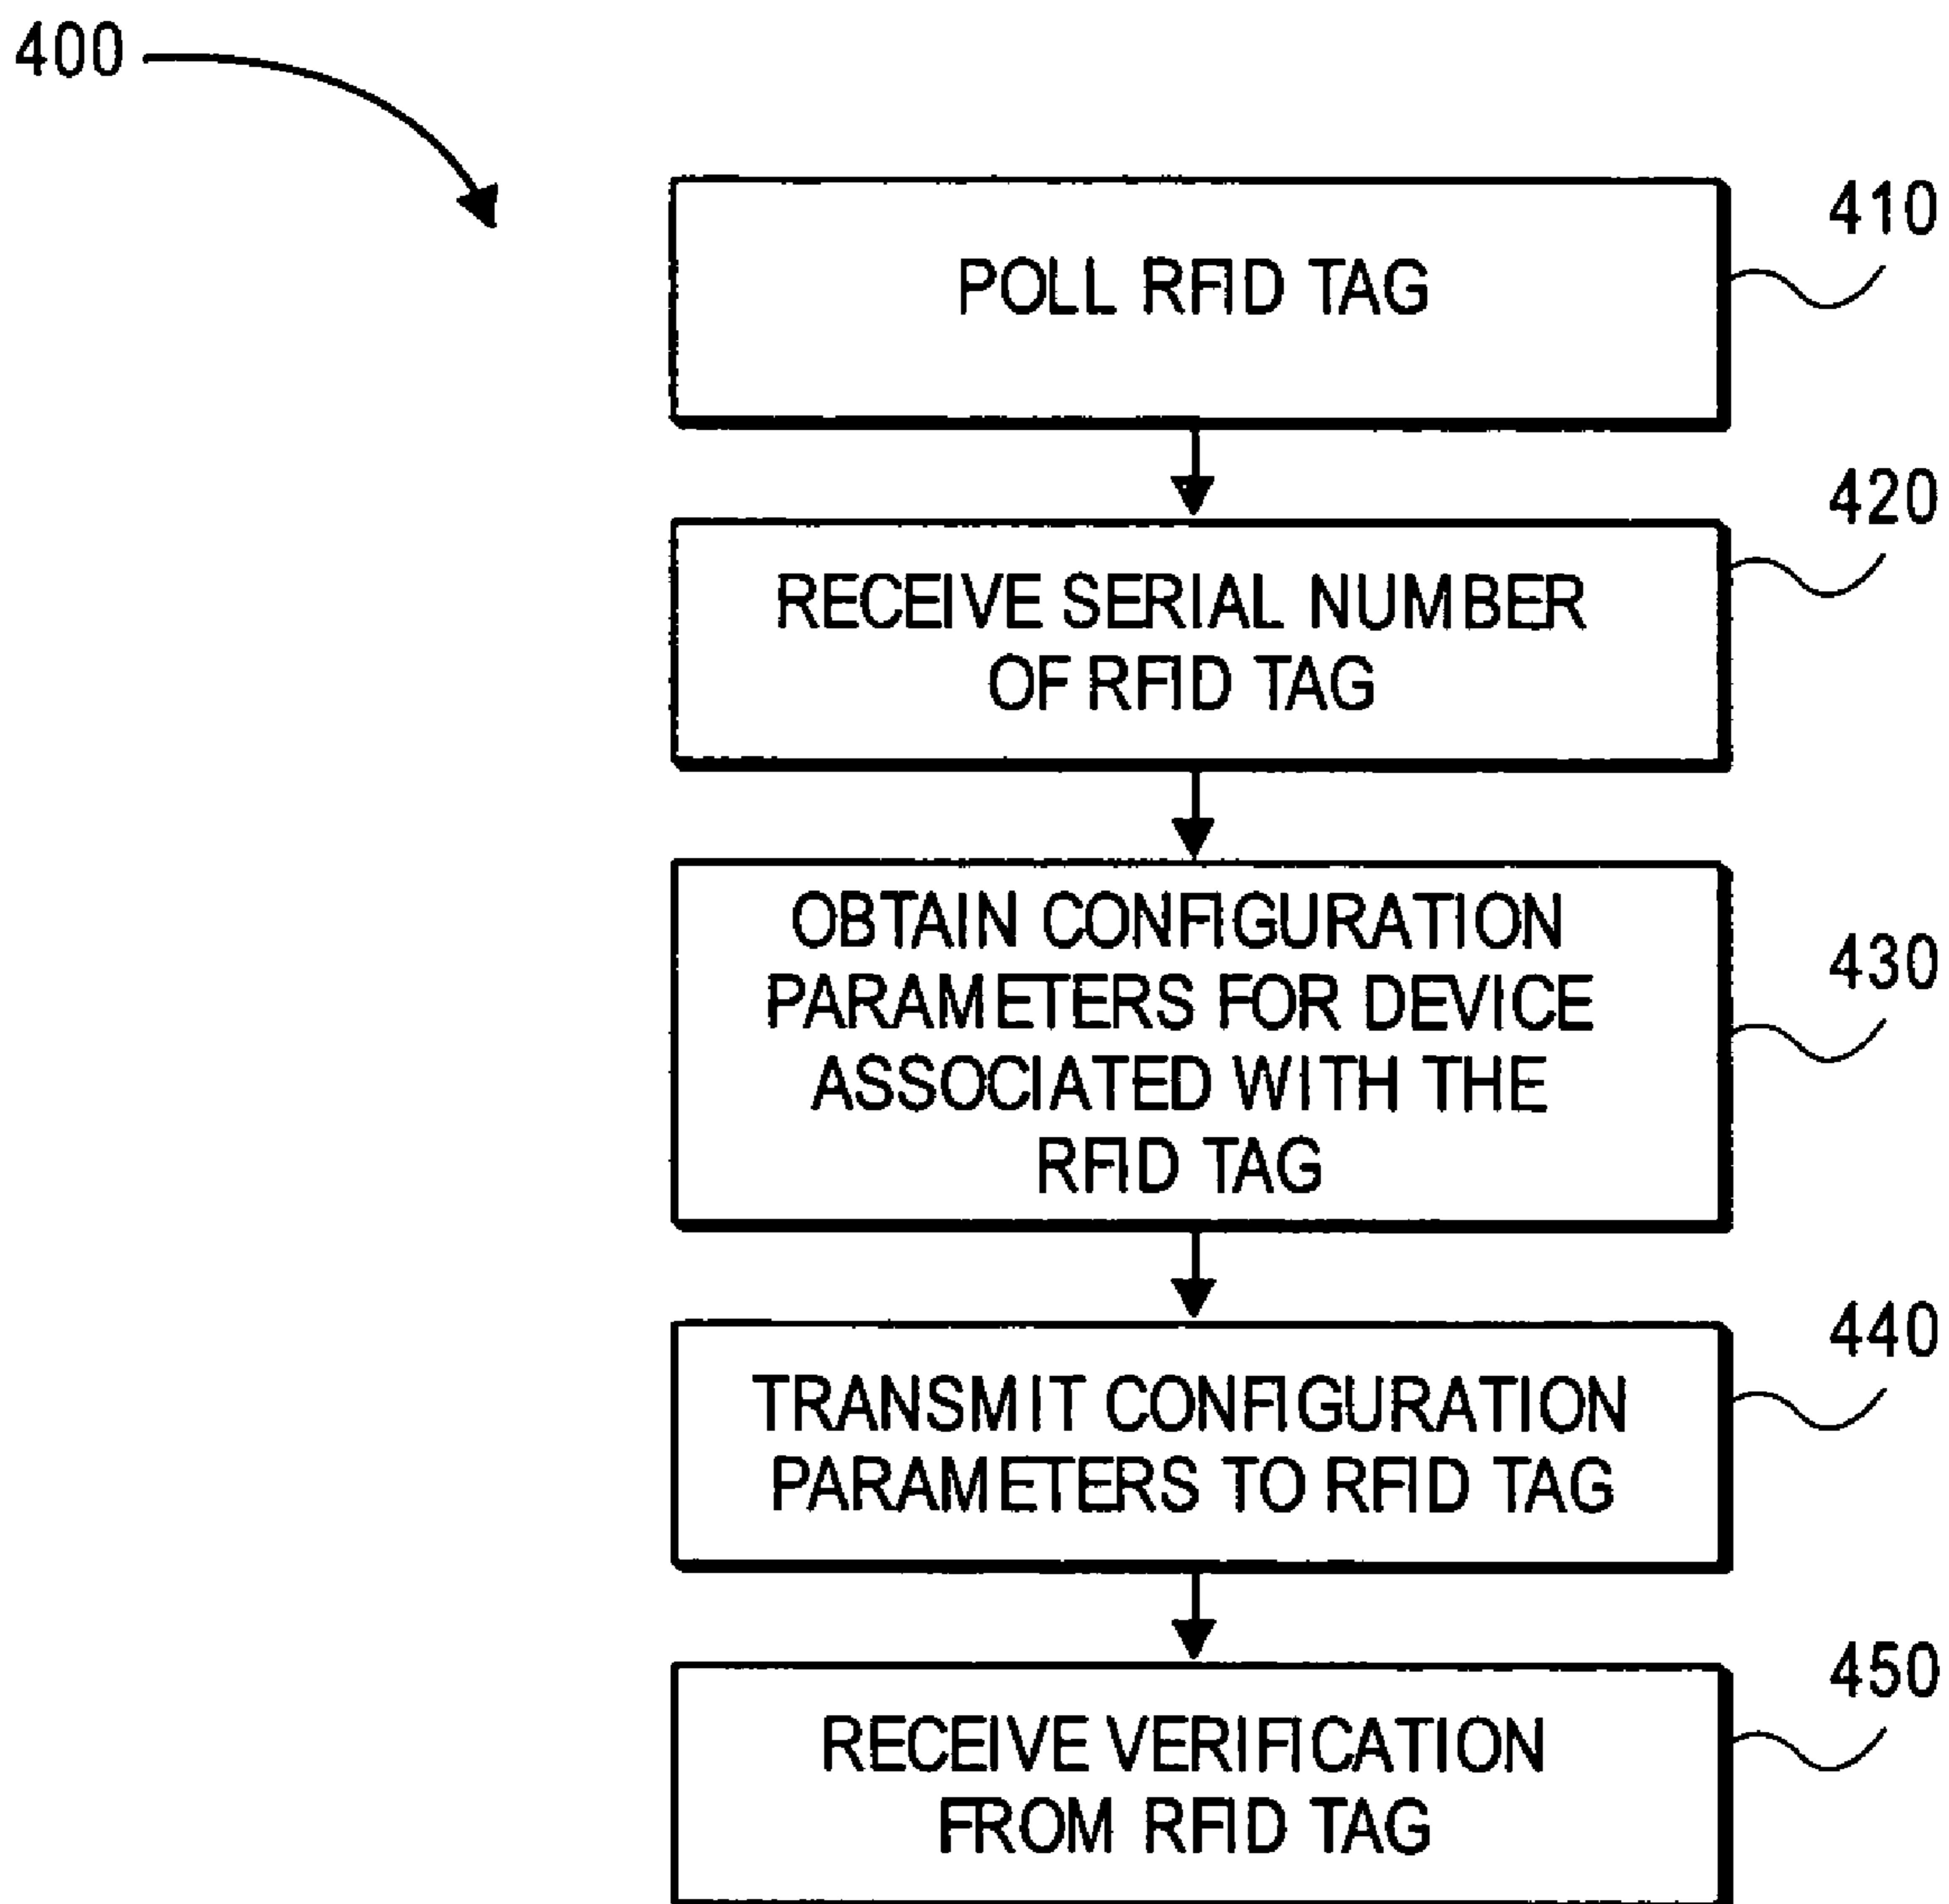 400
410
POLL RFID TAG
420
RECEIVE SERIAL NUMBER
OF RFID TAG
OBTAIN CONFIGURATION
430
PARAMETERS FOR DEVICE
ASSOCIATED WITH THE
RFID TAG
440
TRANSMIT CONFIGURATION
PARAMETERS TO RFID TAG
450
RECEIVE VERIFICATION
FROM RFID TAG